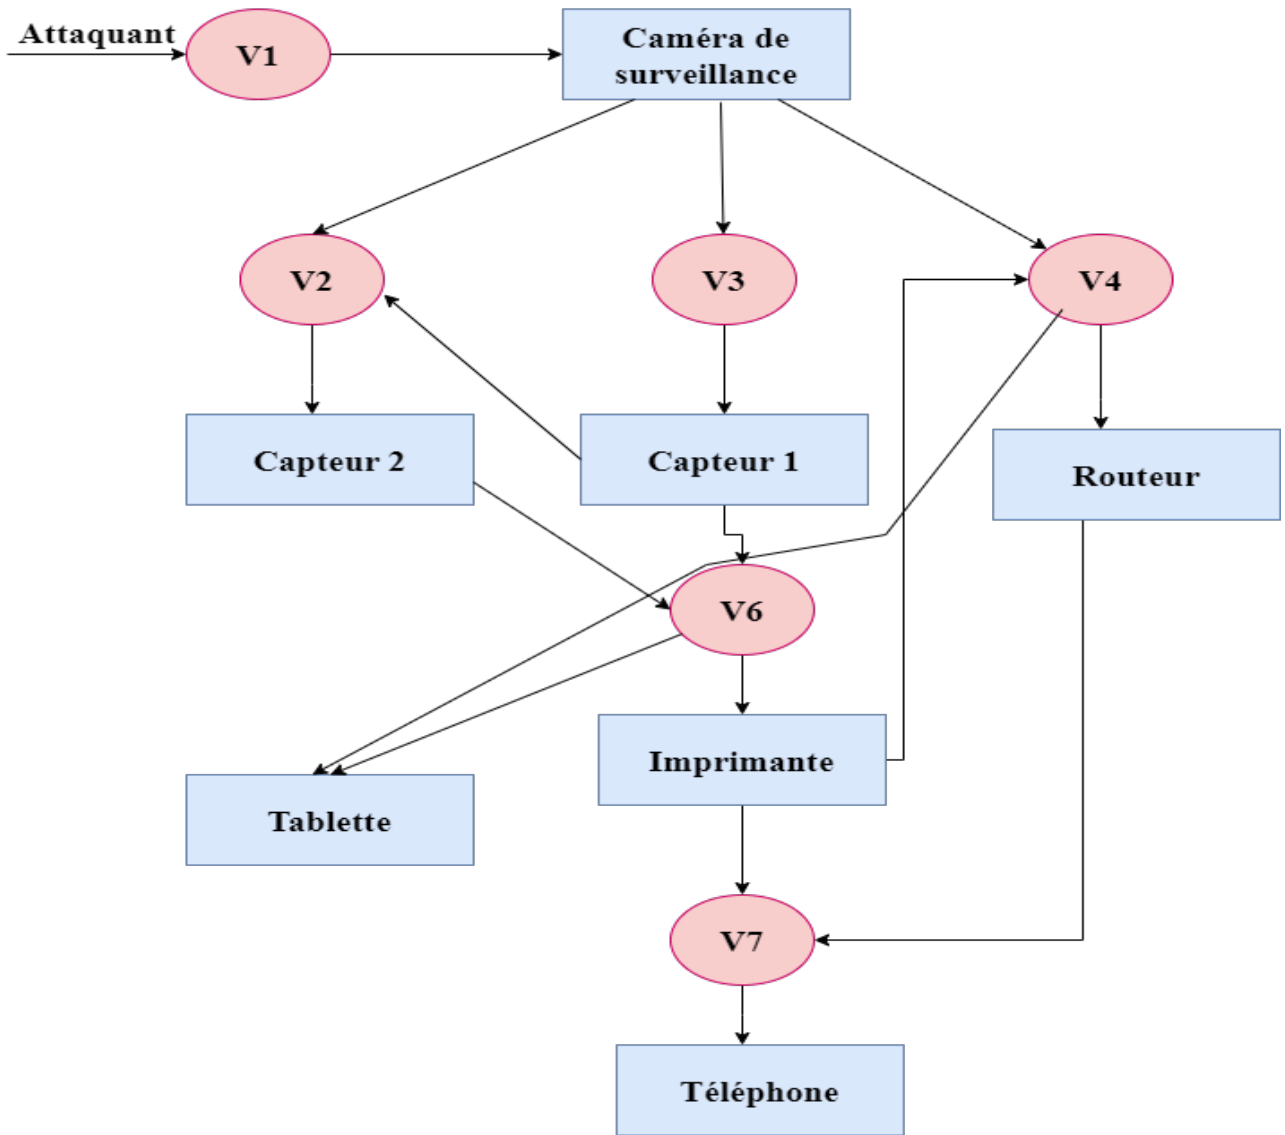 Attaquant
V1
Caméra de
surveillance
V2
V3
V4
Capteur 2
Capteur 1
Routeur
V6
Imprimante
Tablette
V7
Téléphone